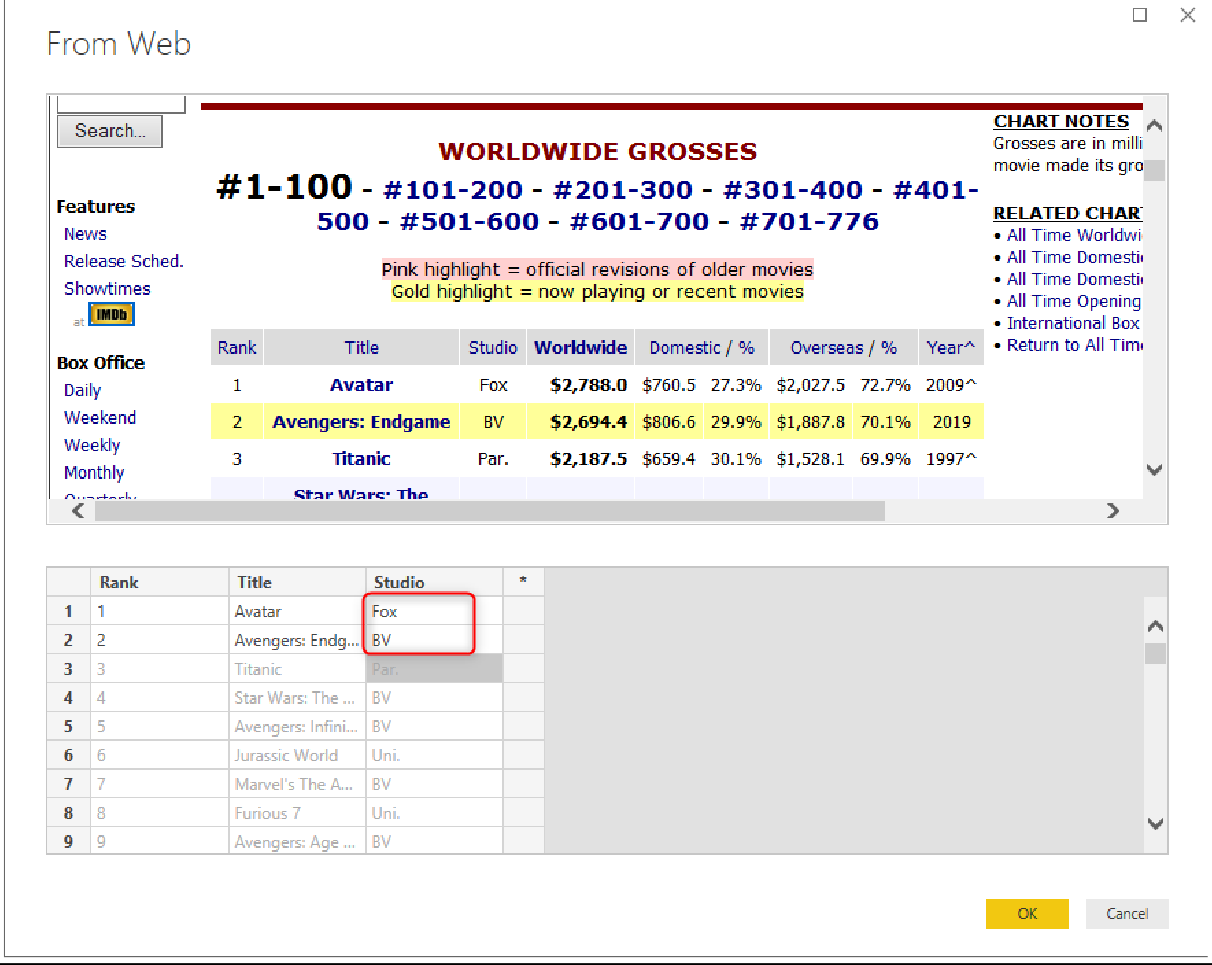 From Web
Search...
WORLDWIDE GROSSES
#1-100 - #101-200 - #201-300 - #301-400 - #401-
500 - #501-600 - #601-700 - #701-776
Pink highlight = official revisions of older movies
Gold highlight = now playing or recent movies
Features
News
Release Sched.
Showtimes
at IMDb
Box Office
Daily
Weekend
Weekly
Monthly
Quarterly
Rank Title Studio Worldwide Domestic / % Overseas / % Year^
1 Avatar Fox $2,788.0 $760.5 27.3% $2,027.5 72.7% 2009^
2 Avengers: Endgame BV $2,694.4 $806.6 29.9% $1,887.8 70.1% 2019
3 Titanic Par. $2,187.5 $659.4 30.1% $1,528.1 69.9% 1997^
Star Wars: The
CHART NOTES
Grosses are in milli
movie made its gro
RELATED CHART
• All Time Worldwi
• All Time Domesti
• All Time Domesti
• All Time Opening
• International Box
• Return to All Time
Rank Title Studio *
1 1 Avatar Fox
2 2 Avengers: Endg... BV
3 3 Titanic Par.
4 4 Star Wars: The ... BV
5 5 Avengers: Infini... BV
6 6 Jurassic World Uni.
7 7 Marvel's The A... BV
8 8 Furious 7 Uni.
9 9 Avengers: Age ... BV
OK Cancel